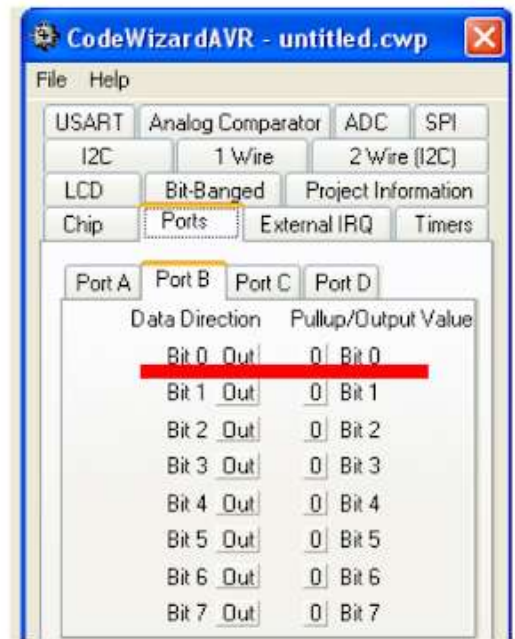 CodeWizardAVR - untitled.cwp
File Help
USART Analog Comparator ADC SPI
I2C 1 Wire 2 Wire (I2C)
LCD Bit-Banged Project Information
Chip Ports External IRQ Timers
Port A Port B Port C Port D
Data Direction Pullup/Output Value
Bit 0 Out 0 Bit 0
Bit 1 Out 0 Bit 1
Bit 2 Out 0 Bit 2
Bit 3 Out 0 Bit 3
Bit 4 Out 0 Bit 4
Bit 5 Out 0 Bit 5
Bit 6 Out 0 Bit 6
Bit 7 Out 0 Bit 7